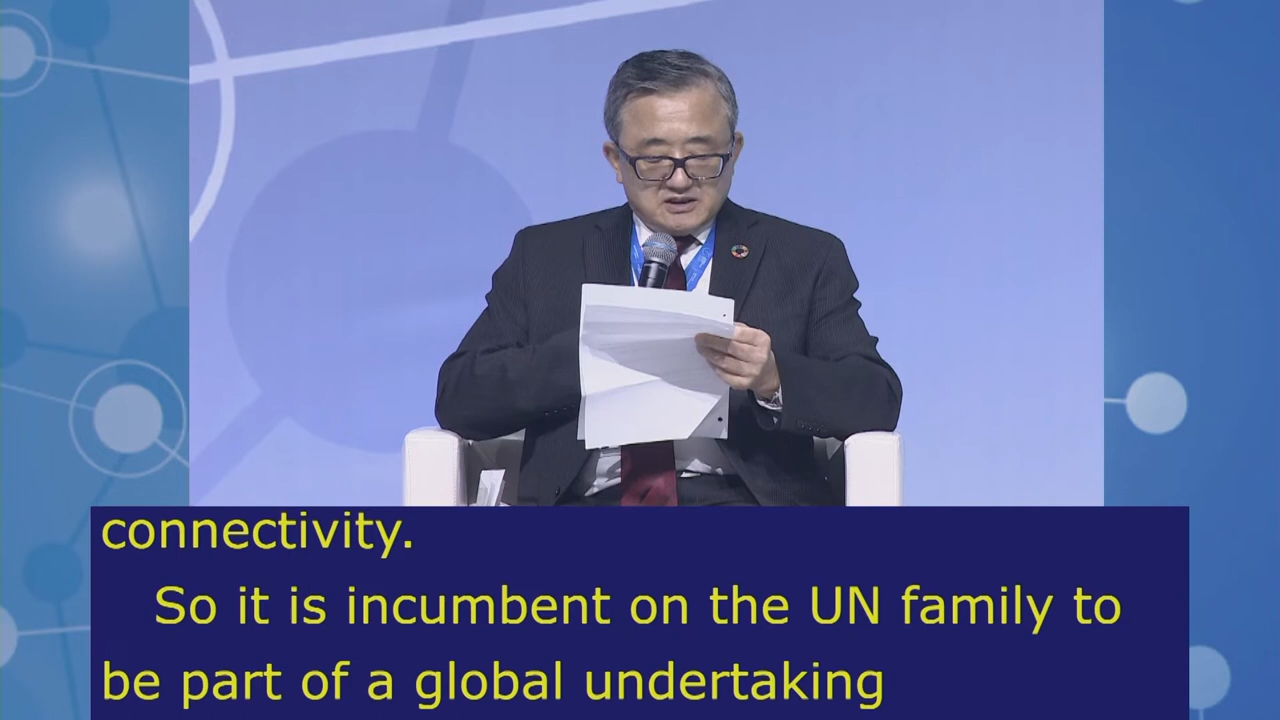 connectivity.
So it is incumbent on the UN family to
be part of a global undertaking